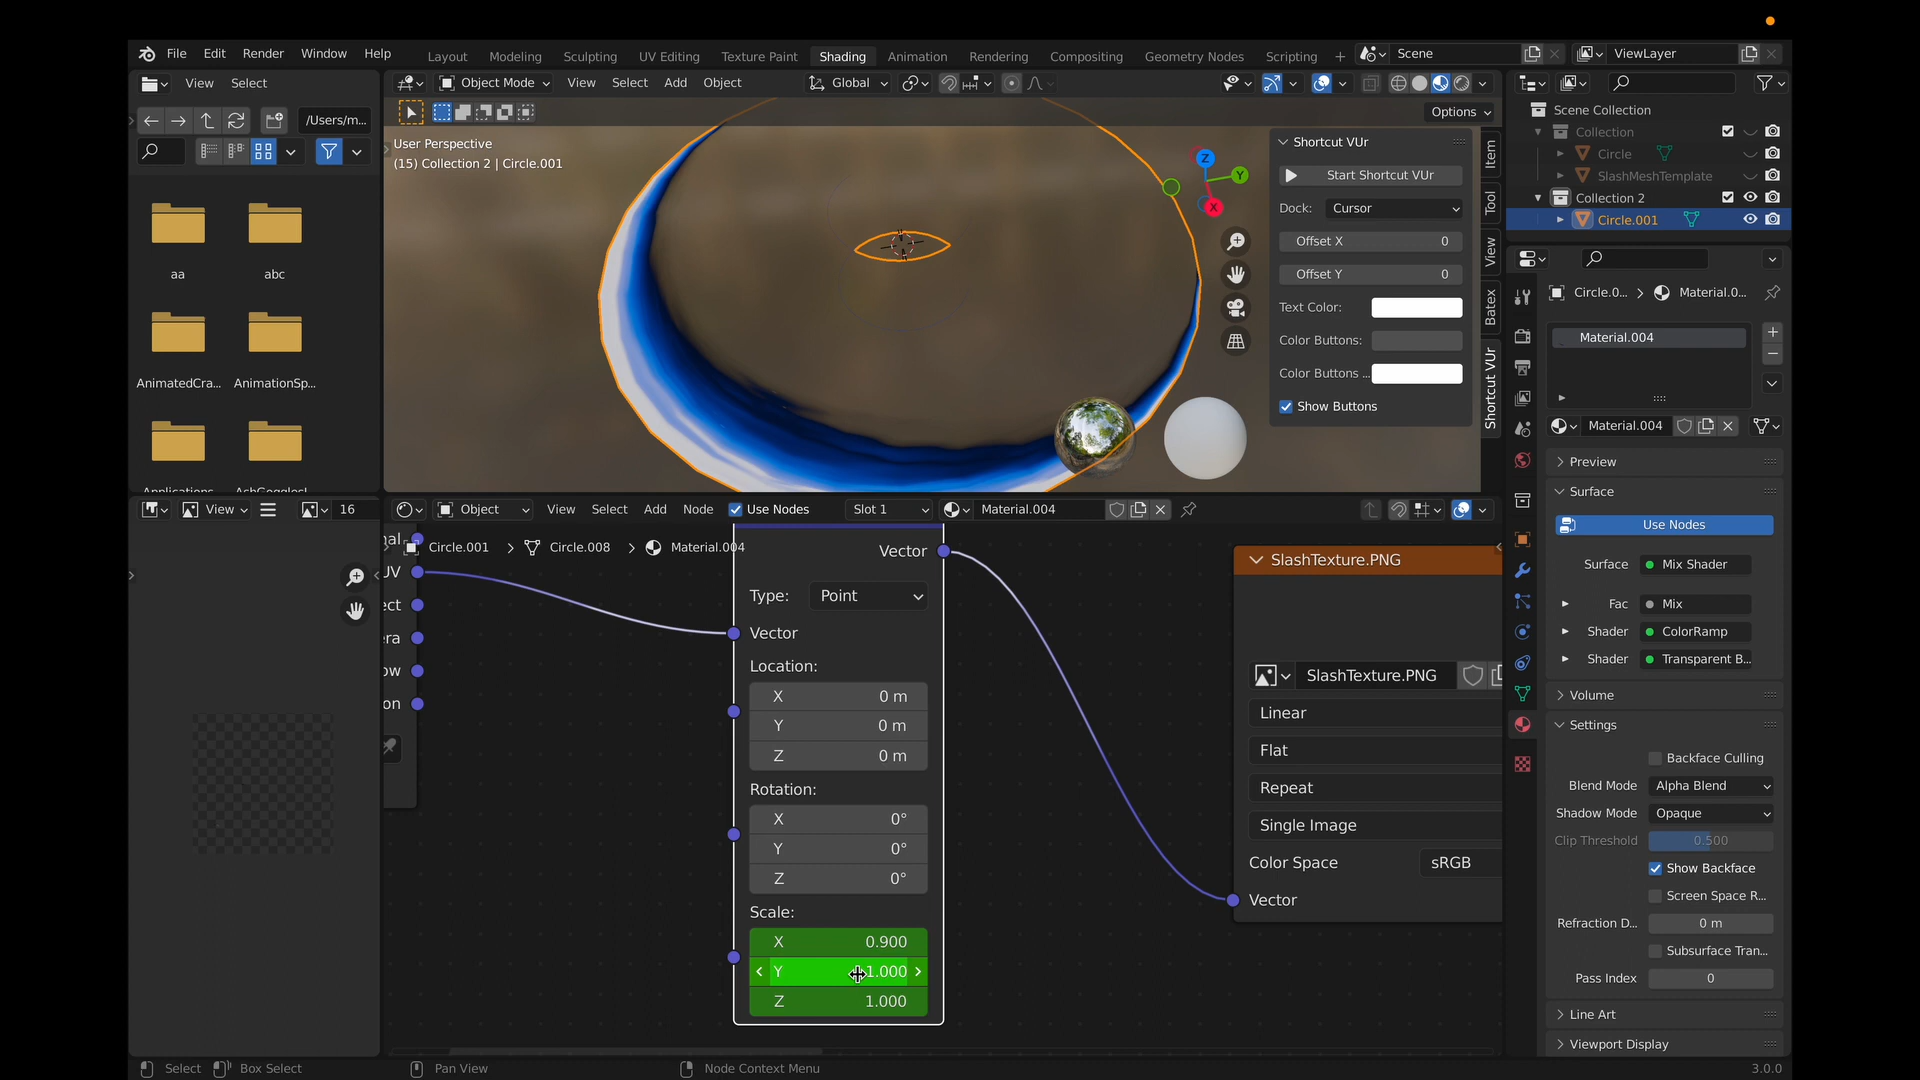 File Edit Render Window Help
Layout Modeling Sculpting UV Editing Texture Paint Shading Animation Rendering Compositing Geometry Nodes Scripting +
Scene
ViewLayer
View Select
Object Mode View Select Add Object
Global
Options
/Users/m...
aa
abc
AnimatedCra...
AnimationSp...
User Perspective
(15) Collection 2 | Circle.001
Z
Y
X
Shortcut VUr
Start Shortcut VUr
Dock: Cursor
Offset X 0
Offset Y 0
Text Color:
Color Buttons:
Color Buttons ...
Show Buttons
Item
Tool
View
Batex
Shortcut VUr
Scene Collection
Collection
Circle
SlashMeshTemplate
Collection 2
Circle.001
Circle.0... > Material.0...
Material.004
Material.004
Preview
Surface
Use Nodes
Surface Mix Shader
Fac Mix
Shader ColorRamp
Shader Transparent B...
Volume
Settings
Backface Culling
Blend Mode Alpha Blend
Shadow Mode Opaque
Clip Threshold 0.500
Show Backface
Screen Space R...
Refraction D... 0 m
Subsurface Tran...
Pass Index 0
Line Art
Viewport Display
View
16
Object View Select Add Node Use Nodes Slot 1 Material.004
Circle.001 > Circle.008 > Material.004
nal
UV
ect
era
ow
on
Vector
Type: Point
Vector
Location:
X 0 m
Y 0 m
Z 0 m
Rotation:
X 0°
Y 0°
Z 0°
Scale:
X 0.900
Y 1.000
Z 1.000
SlashTexture.PNG
SlashTexture.PNG
Linear
Flat
Repeat
Single Image
Color Space sRGB
Vector
Select Box Select Pan View Node Context Menu 3.0.0